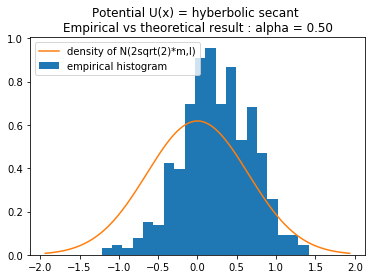 Potential U(x) = hyberbolic secant
Empirical vs theoretical result : alpha = 0.50
density of N(2sqrt(2)*m,I)
empirical histogram
1.0
0.8
0.6
0.4
0.2
0.0
−2.0 −1.5 −1.0 −0.5 0.0 0.5 1.0 1.5 2.0